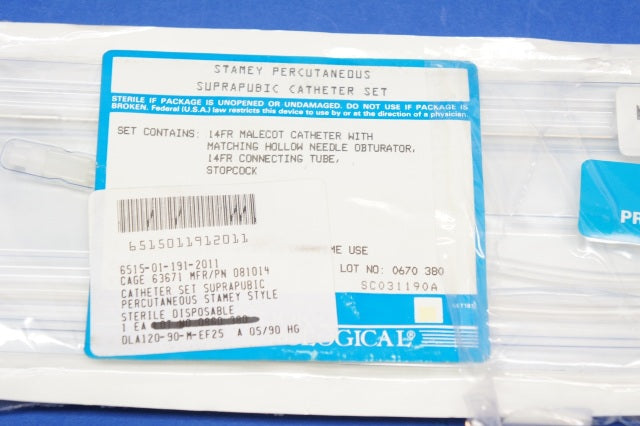 STAMEY PERCUTANEOUS
SUPRAPUBIC CATHETER SET
STERILE IF PACKAGE IS UNOPENED OR UNDAMAGED. DO NOT USE IF PACKAGE IS
BROKEN. Federal (U.S.A.) law restricts this device to use by or at the direction of a physician.
SET CONTAINS: 14FR MALECOT CATHETER WITH
MATCHING HOLLOW NEEDLE OBTURATOR,
14FR CONNECTING TUBE,
STOPCOCK
USE
LOT NO: 0670 380
SC031190A
OLOGICAL®
6515011912011
6515-01-191-2011
CAGE 63671 MFR/PN 081014
CATHETER SET SUPRAPUBIC
PERCUTANEOUS STAMEY STYLE
STERILE DISPOSABLE
1 EA
DLA120-90-M-EF25 A 05/90 HG
PR